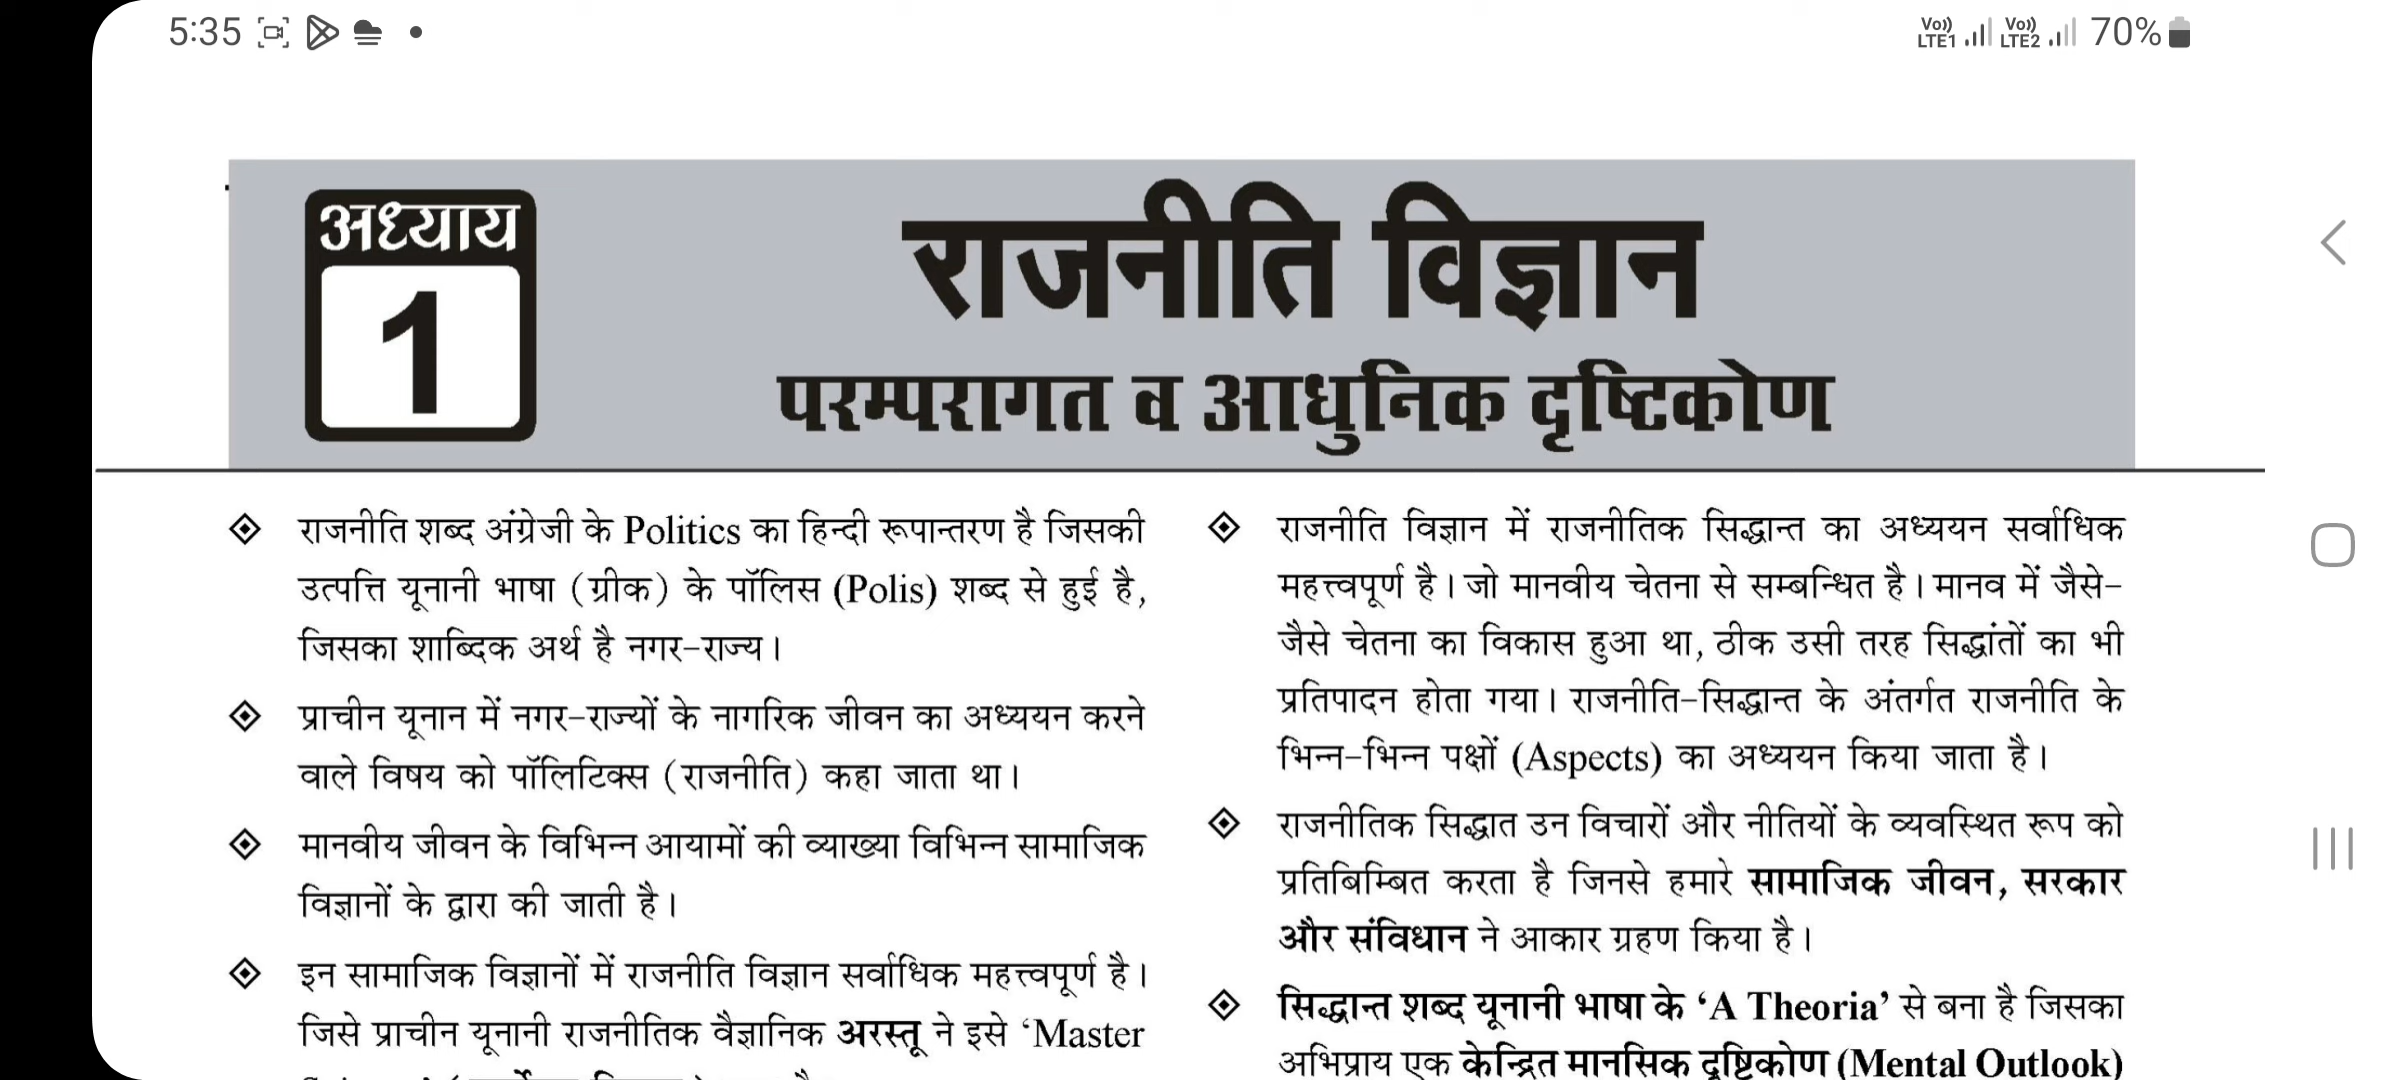 5:35
Vo)) LTE1 Vo)) LTE2 70%
अध्याय
1
राजनीति विज्ञान
परम्परागत व आधुनिक दृष्टिकोण
राजनीति शब्द अंग्रेजी के Politics का हिन्दी रूपान्तरण है जिसकी
उत्पत्ति यूनानी भाषा (ग्रीक) के पॉलिस (Polis) शब्द से हुई है,
जिसका शाब्दिक अर्थ है नगर-राज्य।
प्राचीन यूनान में नगर-राज्यों के नागरिक जीवन का अध्ययन करने
वाले विषय को पॉलिटिक्स (राजनीति) कहा जाता था।
मानवीय जीवन के विभिन्न आयामों की व्याख्या विभिन्न सामाजिक
विज्ञानों के द्वारा की जाती है।
इन सामाजिक विज्ञानों में राजनीति विज्ञान सर्वाधिक महत्त्वपूर्ण है।
जिसे प्राचीन यूनानी राजनीतिक वैज्ञानिक अरस्तू ने इसे ‘Master
राजनीति विज्ञान में राजनीतिक सिद्धान्त का अध्ययन सर्वाधिक
महत्त्वपूर्ण है। जो मानवीय चेतना से सम्बन्धित है। मानव में जैसे-
जैसे चेतना का विकास हुआ था, ठीक उसी तरह सिद्धांतों का भी
प्रतिपादन होता गया। राजनीति-सिद्धान्त के अंतर्गत राजनीति के
भिन्न-भिन्न पक्षों (Aspects) का अध्ययन किया जाता है।
राजनीतिक सिद्धात उन विचारों और नीतियों के व्यवस्थित रूप को
प्रतिबिम्बित करता है जिनसे हमारे सामाजिक जीवन, सरकार
और संविधान ने आकार ग्रहण किया है।
सिद्धान्त शब्द यूनानी भाषा के ‘A Theoria’ से बना है जिसका
अभिप्राय एक केन्द्रित मानसिक दृष्टिकोण (Mental Outlook)